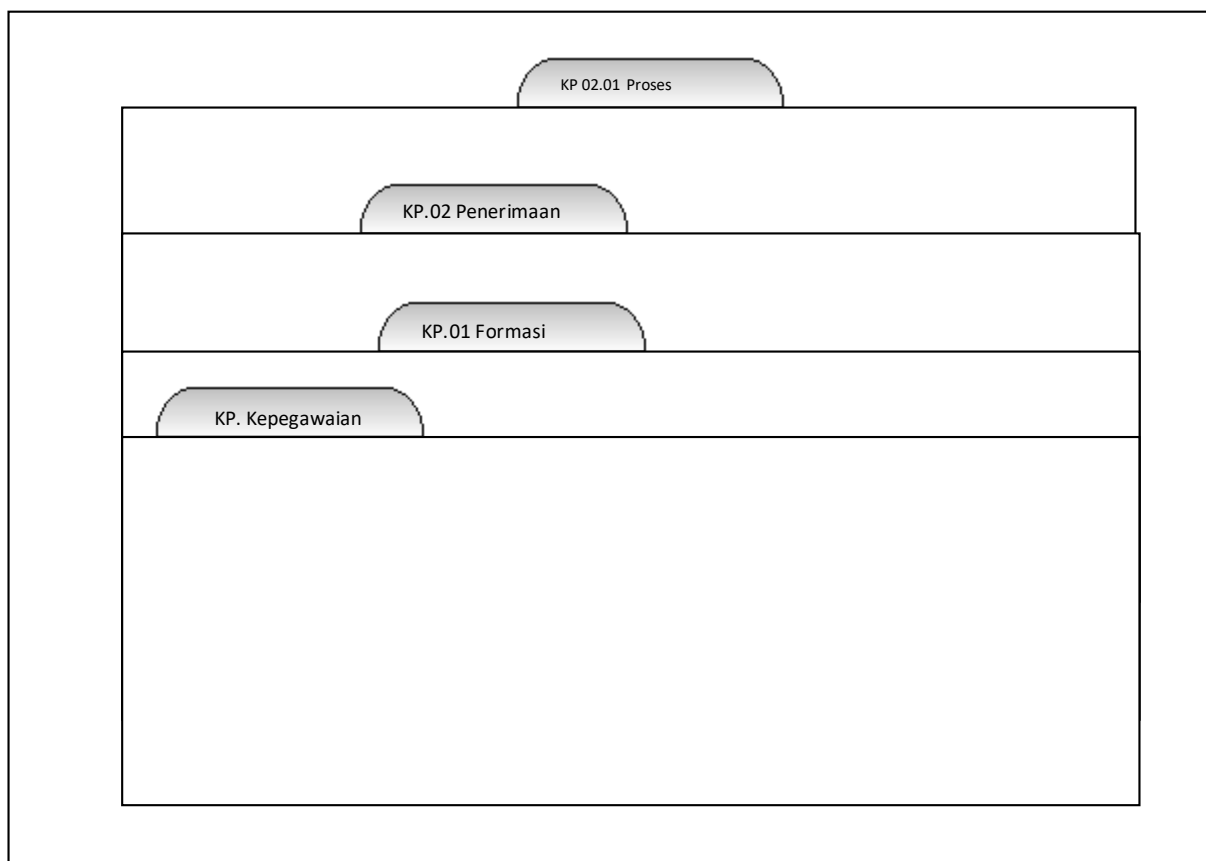 KP 02.01 Proses
KP.02 Penerimaan
KP.01 Formasi
KP. Kepegawaian